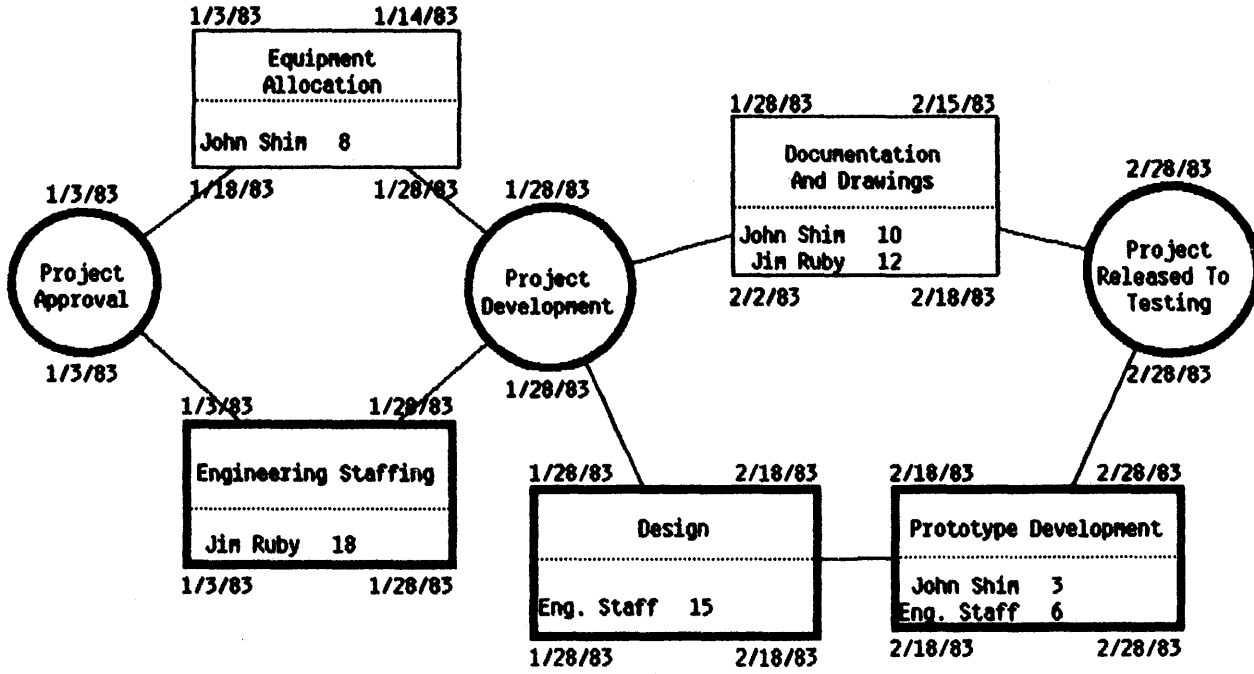 1/3/83 1/14/83
Equipment
Allocation
John Shim 8
1/18/83 1/28/83
1/3/83
Project
Approval
1/3/83
1/3/83 1/28/83
Engineering Staffing
Jim Ruby 18
1/3/83 1/28/83
1/28/83
Project
Development
1/28/83
1/28/83 2/15/83
Documentation
And Drawings
John Shim 10
Jim Ruby 12
2/2/83 2/18/83
1/28/83 2/18/83
Design
Eng. Staff 15
1/28/83 2/18/83
2/18/83 2/28/83
Prototype Development
John Shim 3
Eng. Staff 6
2/18/83 2/28/83
2/28/83
Project
Released To
Testing
2/28/83